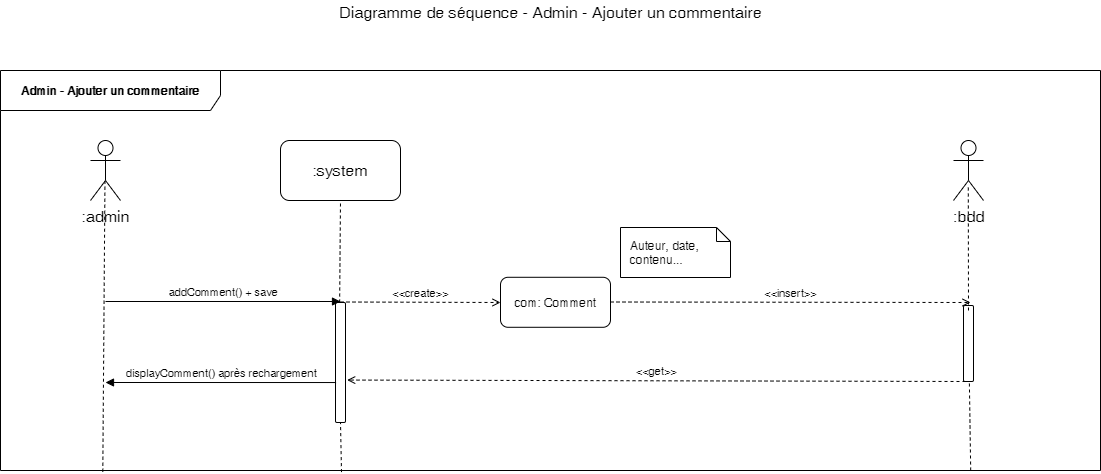 Diagramme de séquence - Admin - Ajouter un commentaire
Admin - Ajouter un commentaire
:system
:admin
:bdd
Auteur, date,
contenu...
addComment() + save
<<create>>
com: Comment
<<insert>>
displayComment() après rechargement
<<get>>